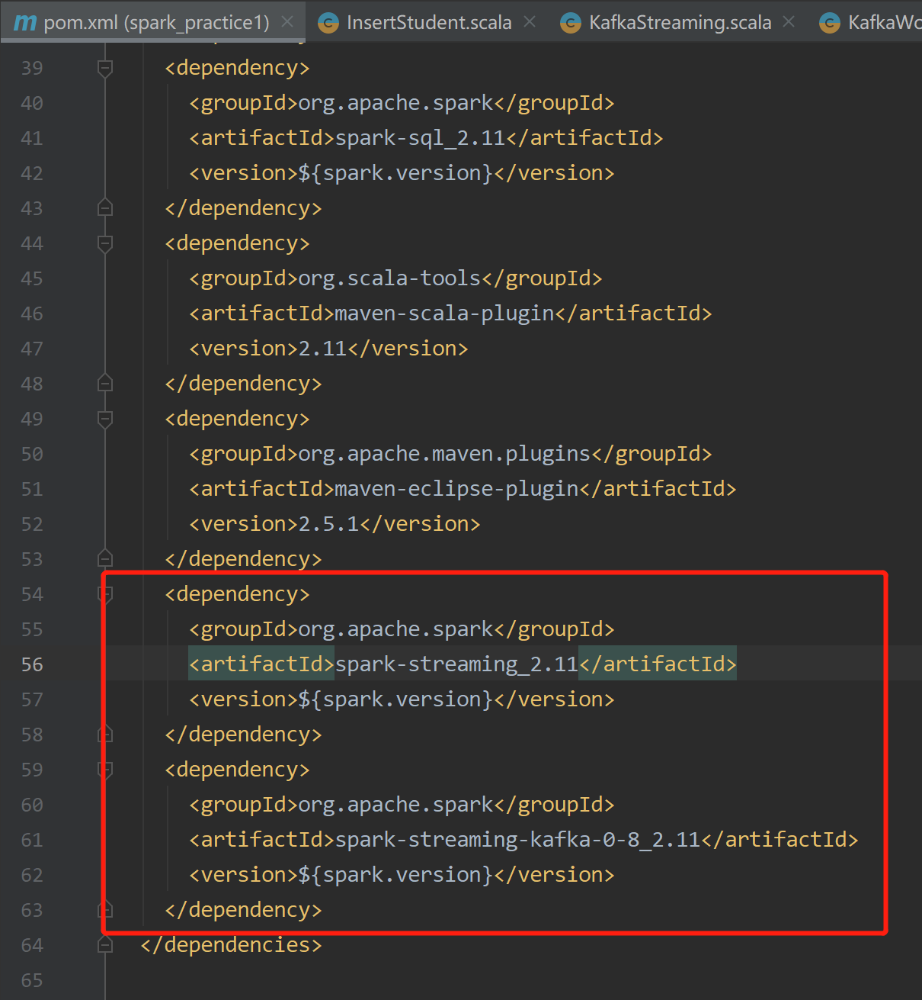 pom.xml (spark_practice1) InsertStudent.scala KafkaStreaming.scala KafkaWo
39 <dependency>
40 <groupId>org.apache.spark</groupId>
41 <artifactId>spark-sql_2.11</artifactId>
42 <version>${spark.version}</version>
43 </dependency>
44 <dependency>
45 <groupId>org.scala-tools</groupId>
46 <artifactId>maven-scala-plugin</artifactId>
47 <version>2.11</version>
48 </dependency>
49 <dependency>
50 <groupId>org.apache.maven.plugins</groupId>
51 <artifactId>maven-eclipse-plugin</artifactId>
52 <version>2.5.1</version>
53 </dependency>
54 <dependency>
55 <groupId>org.apache.spark</groupId>
56 <artifactId>spark-streaming_2.11</artifactId>
57 <version>${spark.version}</version>
58 </dependency>
59 <dependency>
60 <groupId>org.apache.spark</groupId>
61 <artifactId>spark-streaming-kafka-0-8_2.11</artifactId>
62 <version>${spark.version}</version>
63 </dependency>
64 </dependencies>
65